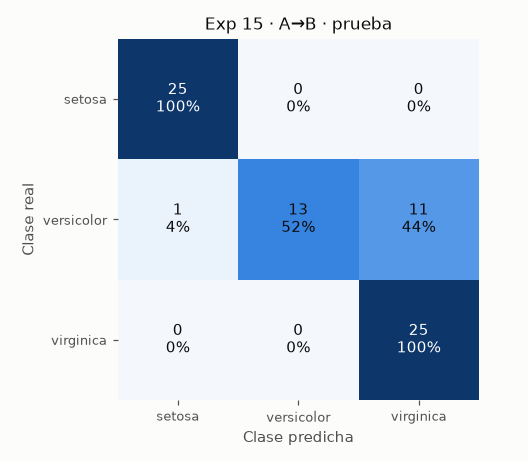 Exp 15 · A→B · prueba
Clase real
setosa
25
100%
0
0%
0
0%
versicolor
1
4%
13
52%
11
44%
virginica
0
0%
0
0%
25
100%
setosa
versicolor
virginica
Clase predicha